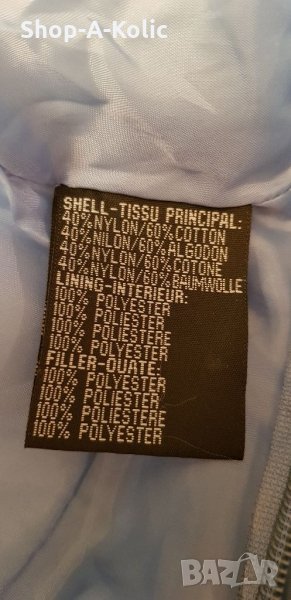 Shop-A-Kolic
SHELL-TISSU PRINCIPAL:
40% NYLON/60% COTTON
40% NILON/60% ALGODON
40% NYLON/60% COTONE
40% NYLON/60% BAUMWOLLE
LINING-INTERIEUR:
100% POLYESTER
100% POLIESTER
100% POLIESTERE
100% POLYESTER
FILLER-OUATE:
100% POLYESTER
100% POLIESTER
100% POLIESTERE
100% POLYESTER
BAZAR